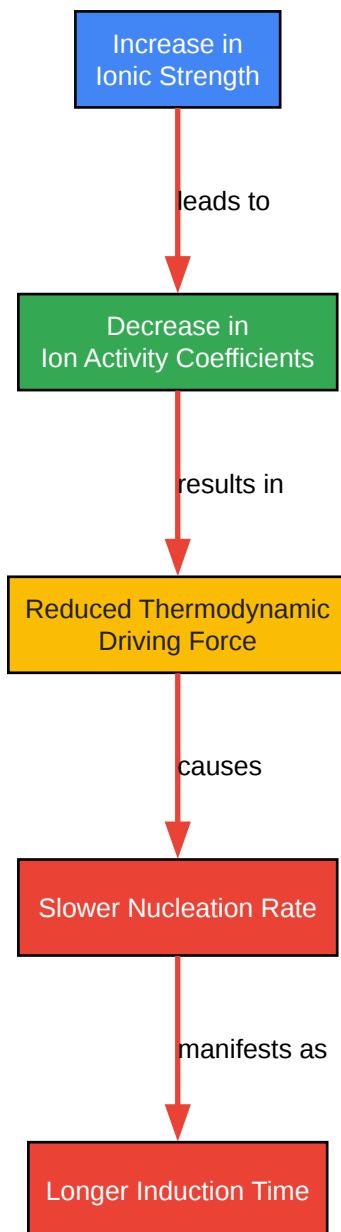 Increase in
Ionic Strength
leads to
Decrease in
Ion Activity Coefficients
results in
Reduced Thermodynamic
Driving Force
causes
Slower Nucleation Rate
manifests as
Longer Induction Time